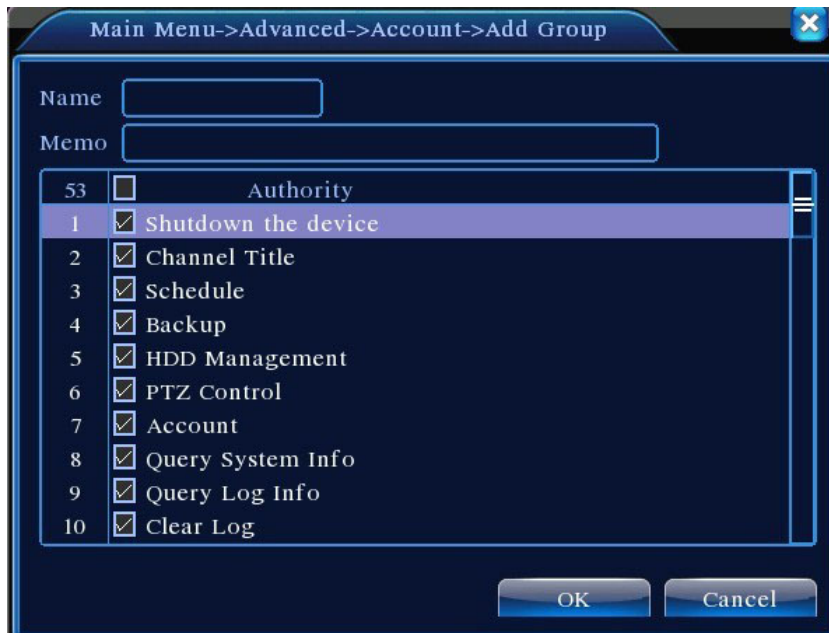 Main Menu->Advanced->Account->Add Group
Name
Memo
53 Authority
1 Shutdown the device
2 Channel Title
3 Schedule
4 Backup
5 HDD Management
6 PTZ Control
7 Account
8 Query System Info
9 Query Log Info
10 Clear Log
OK Cancel